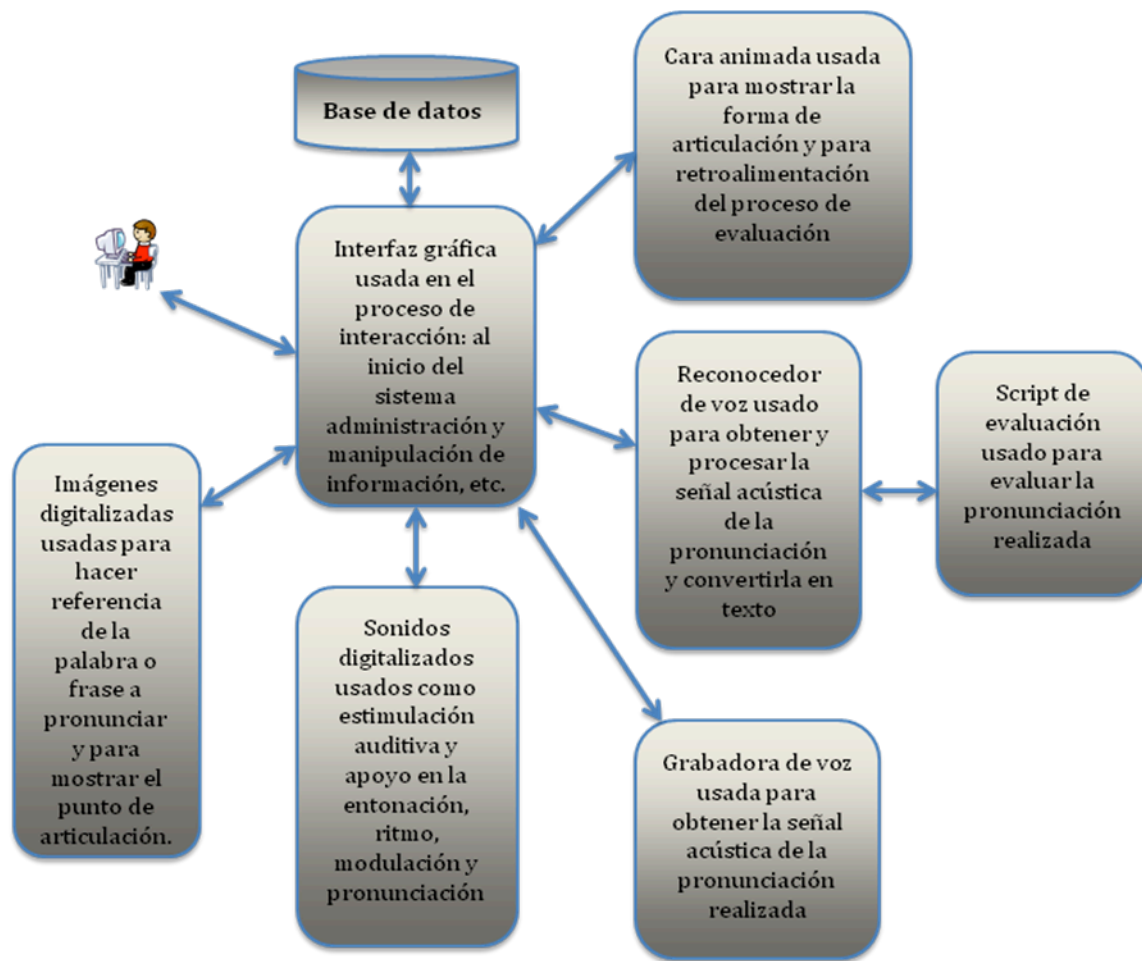 Base de datos
Cara animada usada
para mostrar la
forma de
articulación y para
retroalimentación
del proceso de
evaluación
Interfaz gráfica
usada en el
proceso de
interacción: al
inicio del
sistema
administración y
manipulación de
información, etc.
Reconocedor
de voz usado
para obtener y
procesar la
señal acústica
de la
pronunciación
y convertirla en
texto
Script de
evaluación
usado para
evaluar la
pronunciación
realizada
Imágenes
digitalizadas
usadas para
hacer
referencia
de la
palabra o
frase a
pronunciar
y para
mostrar el
punto de
articulación.
Sonidos
digitalizados
usados como
estimulación
auditiva y
apoyo en la
entonación,
ritmo,
modulación y
pronunciación
Grabadora de voz
usada para
obtener la señal
acústica de la
pronunciación
realizada